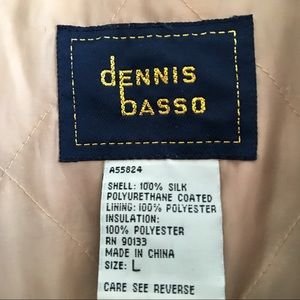 dENNIS
bASSO
A55824
SHELL: 100% SILK
POLYURETHANE COATED
LINING: 100% POLYESTER
INSULATION:
100% POLYESTER
RN 90133
MADE IN CHINA
SIZE: L
CARE SEE REVERSE